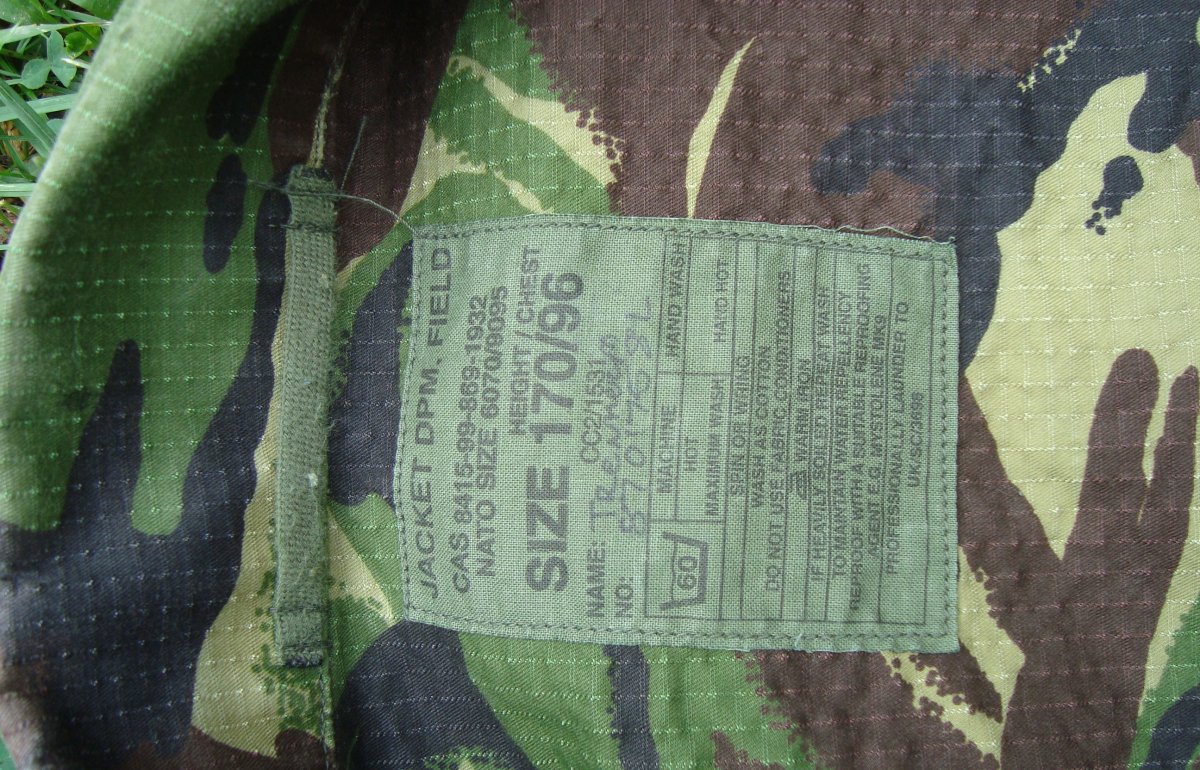 JACKET DPM. FIELD
CAS 8415-99-869-1932
NATO SIZE 6070/9095
HEIGHT / CHEST
SIZE 170/96
NAME: CC2/1531
NO:
MACHINE HAND WASH
60 HOT
MAXIMUM WASH HAND HOT
SPIN OR WRING
WASH AS COTTON
DO NOT USE FABRIC CONDITIONERS
WARM IRON
IF HEAVILY SOILED REPEAT WASH
TO MAINTAIN WATER REPELLENCY
REPROOF WITH A SUITABLE REPROOFING
AGENT E.G. MYSTOLENE MK9
PROFESSIONALLY LAUNDER TO
UK/SC/3698